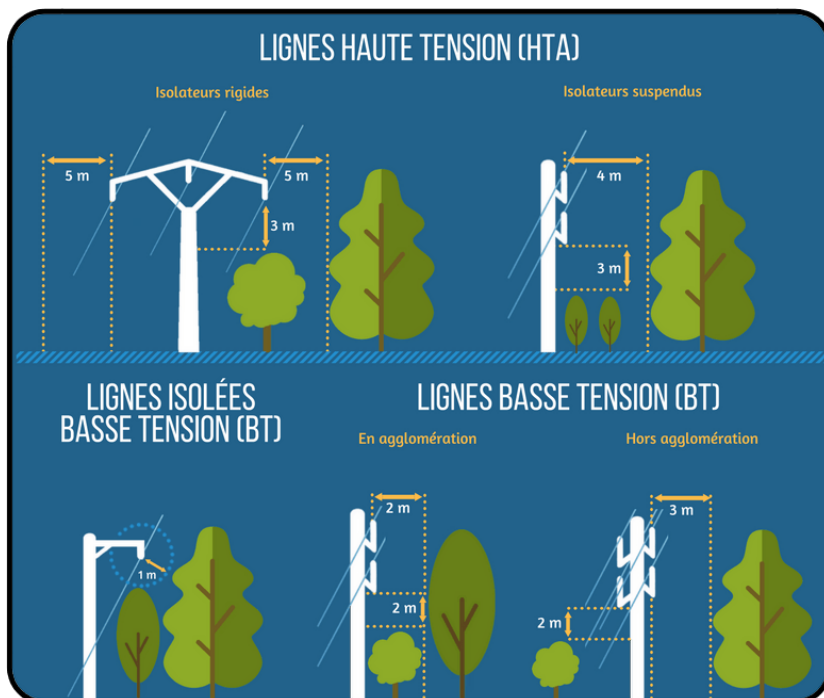 LIGNES HAUTE TENSION (HTA)
Isolateurs rigides
Isolateurs suspendus
5 m
5 m
4 m
3 m
3 m
LIGNES ISOLÉES
BASSE TENSION (BT)
LIGNES BASSE TENSION (BT)
En agglomération
Hors agglomération
2 m
3 m
1 m
2 m
2 m